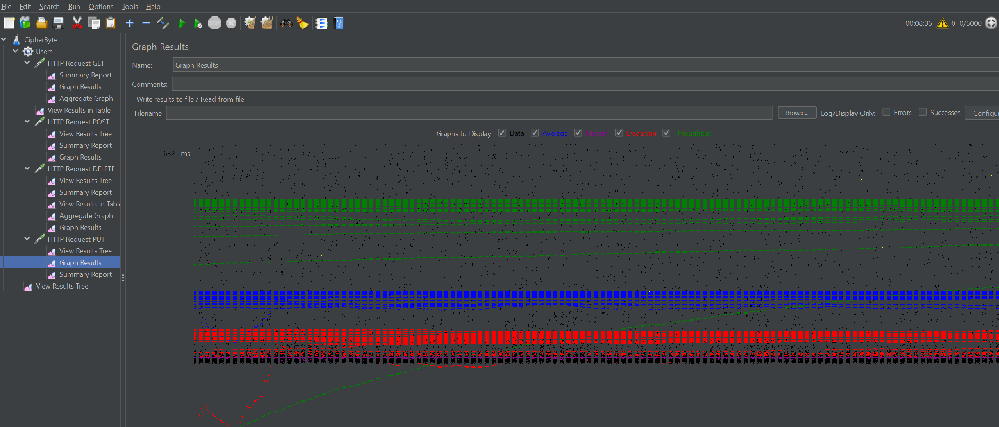 File Edit Search Run Options Tools Help
STOP
00:08:36 0 0/5000
CipherByte
Users
HTTP Request GET
Summary Report
Graph Results
Aggregate Graph
View Results in Table
HTTP Request POST
View Results Tree
Summary Report
Graph Results
HTTP Request DELETE
View Results Tree
Summary Report
View Results in Table
Aggregate Graph
Graph Results
HTTP Request PUT
View Results Tree
Graph Results
Summary Report
View Results Tree
Graph Results
Name: Graph Results
Comments:
Write results to file / Read from file
Filename Browse... Log/Display Only: Errors Successes Configu
Graphs to Display Data Average Median Deviation Throughput
632 ms